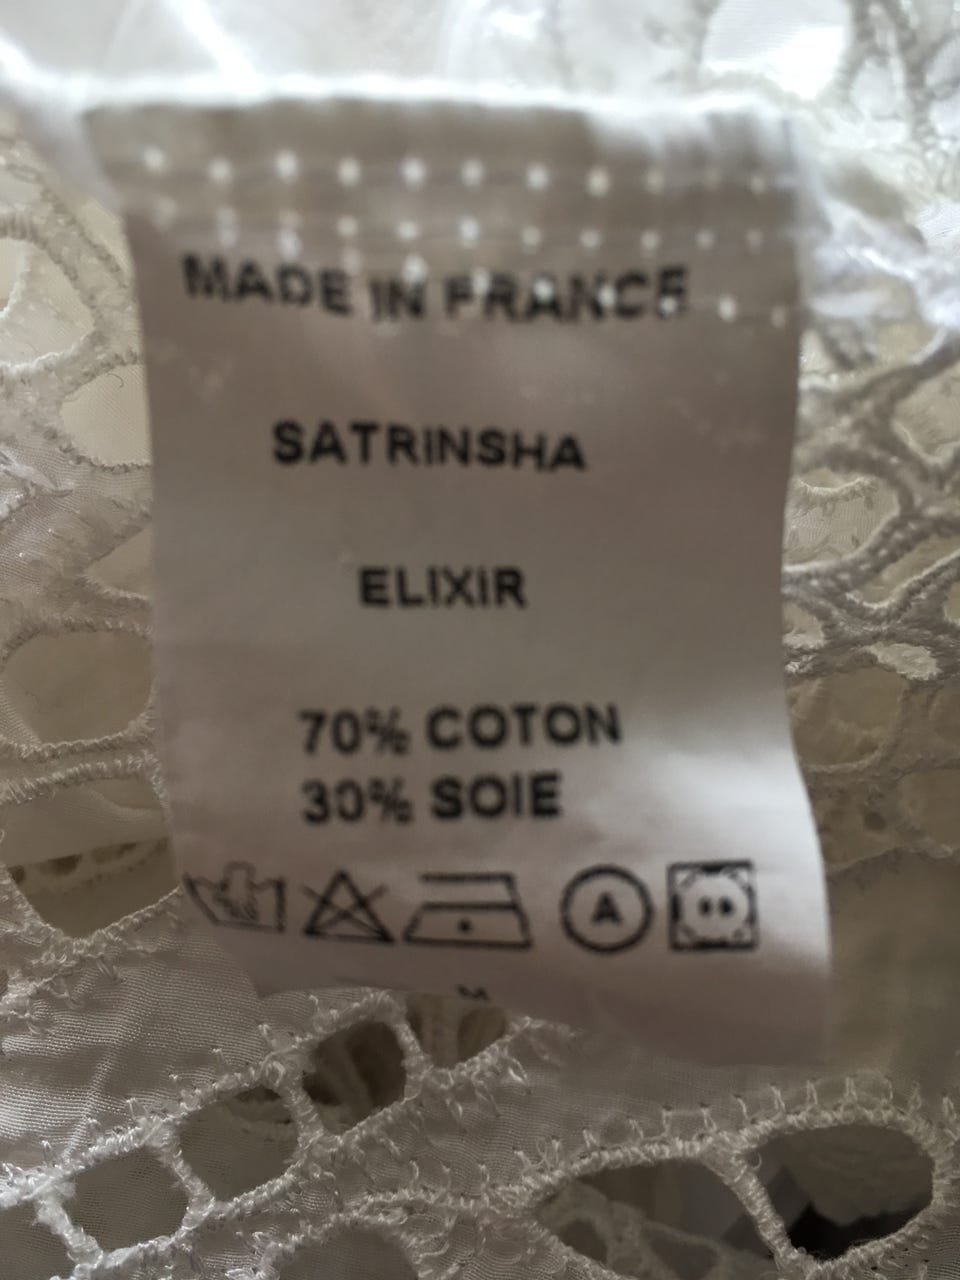 MADE IN FRANCE
SATRINSHA
ELIXIR
70% COTON
30% SOIE
A